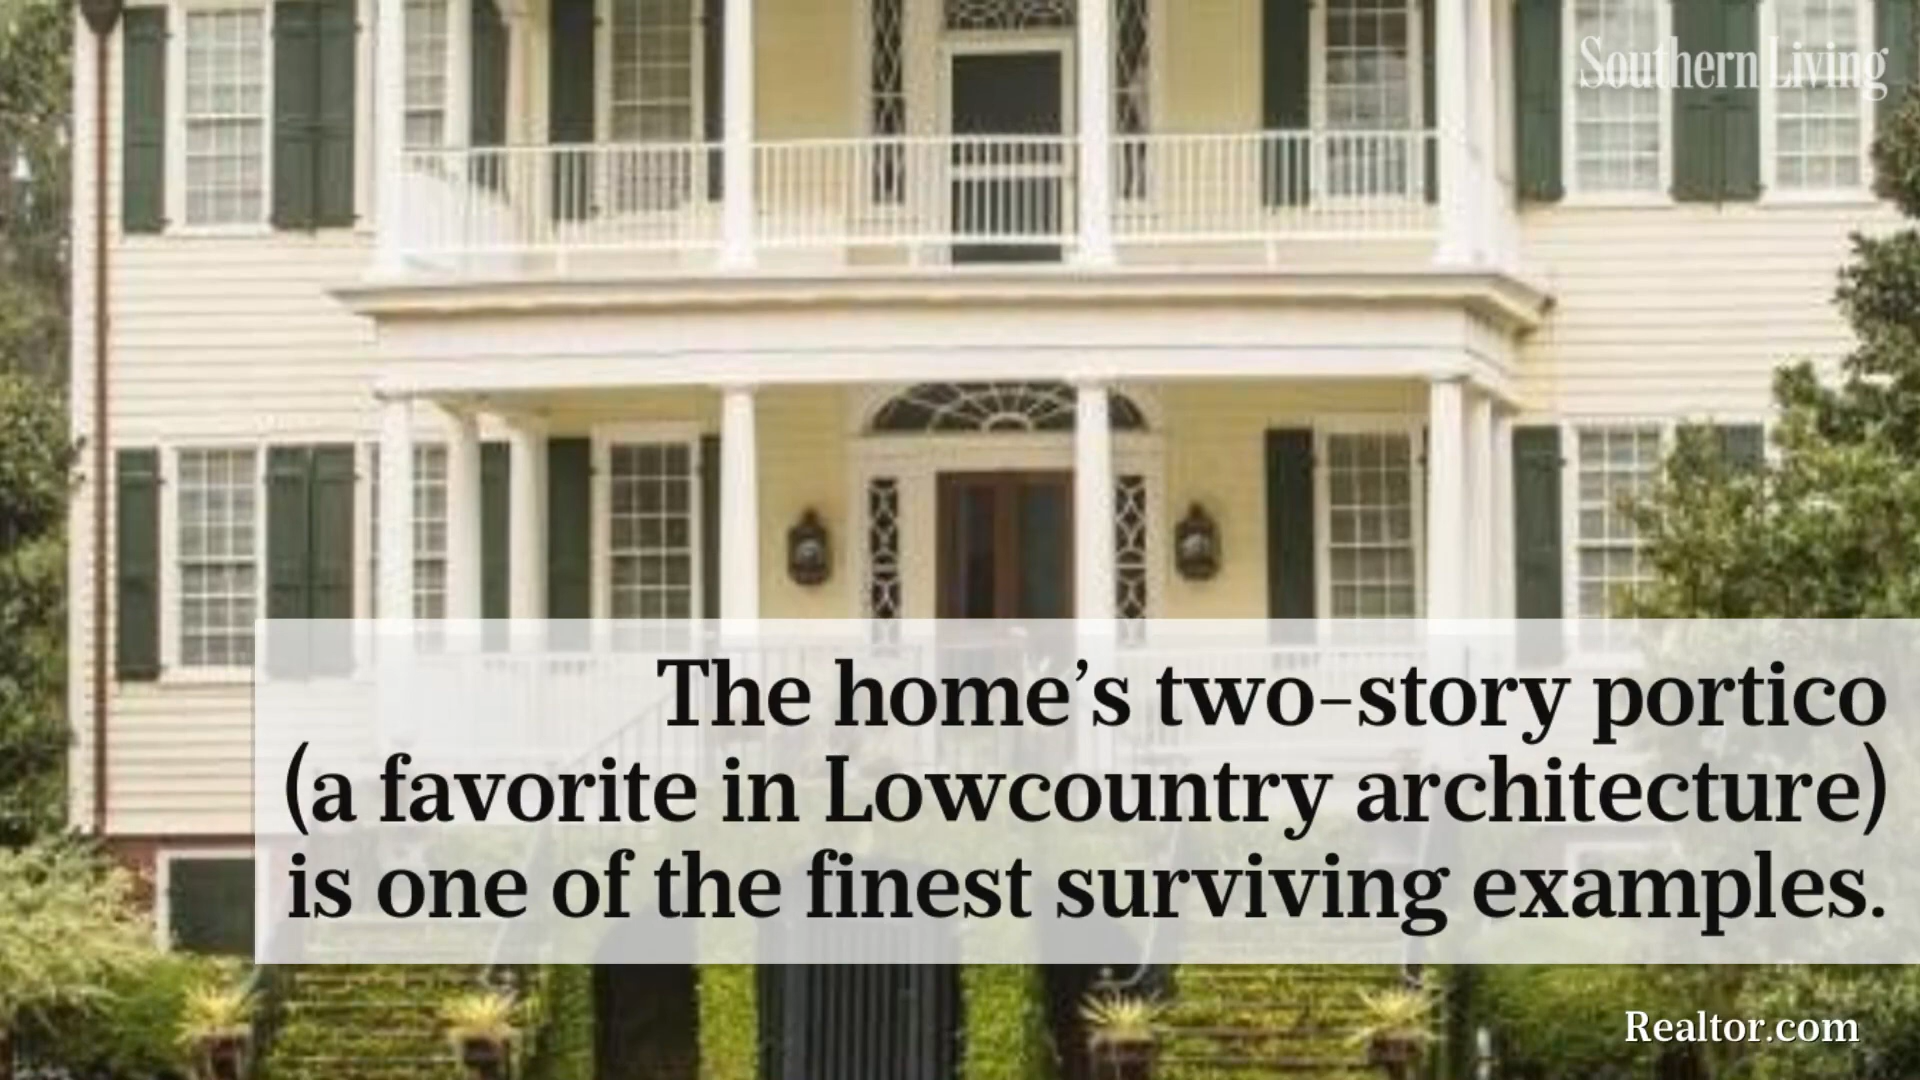 Southern Living
The home’s two-story portico
(a favorite in Lowcountry architecture)
is one of the finest surviving examples.
Realtor.com